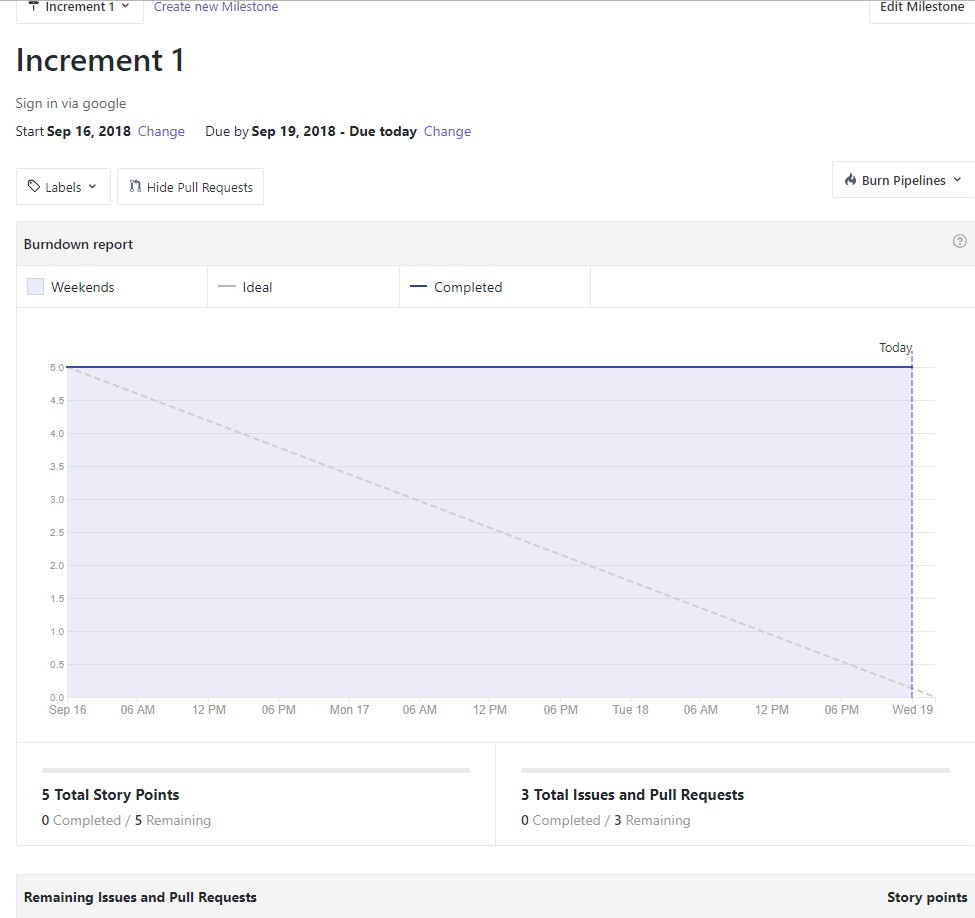 Increment 1 Create new Milestone Edit Milestone
Increment 1
Sign in via google
Start Sep 16, 2018 Change Due by Sep 19, 2018 - Due today Change
Labels Hide Pull Requests Burn Pipelines
Burndown report ?
Weekends Ideal Completed
Today
5.0
4.5
4.0
3.5
3.0
2.5
2.0
1.5
1.0
0.5
0.0
Sep 16 06 AM 12 PM 06 PM Mon 17 06 AM 12 PM 06 PM Tue 18 06 AM 12 PM 06 PM Wed 19
5 Total Story Points 3 Total Issues and Pull Requests
0 Completed / 5 Remaining 0 Completed / 3 Remaining
Remaining Issues and Pull Requests Story points